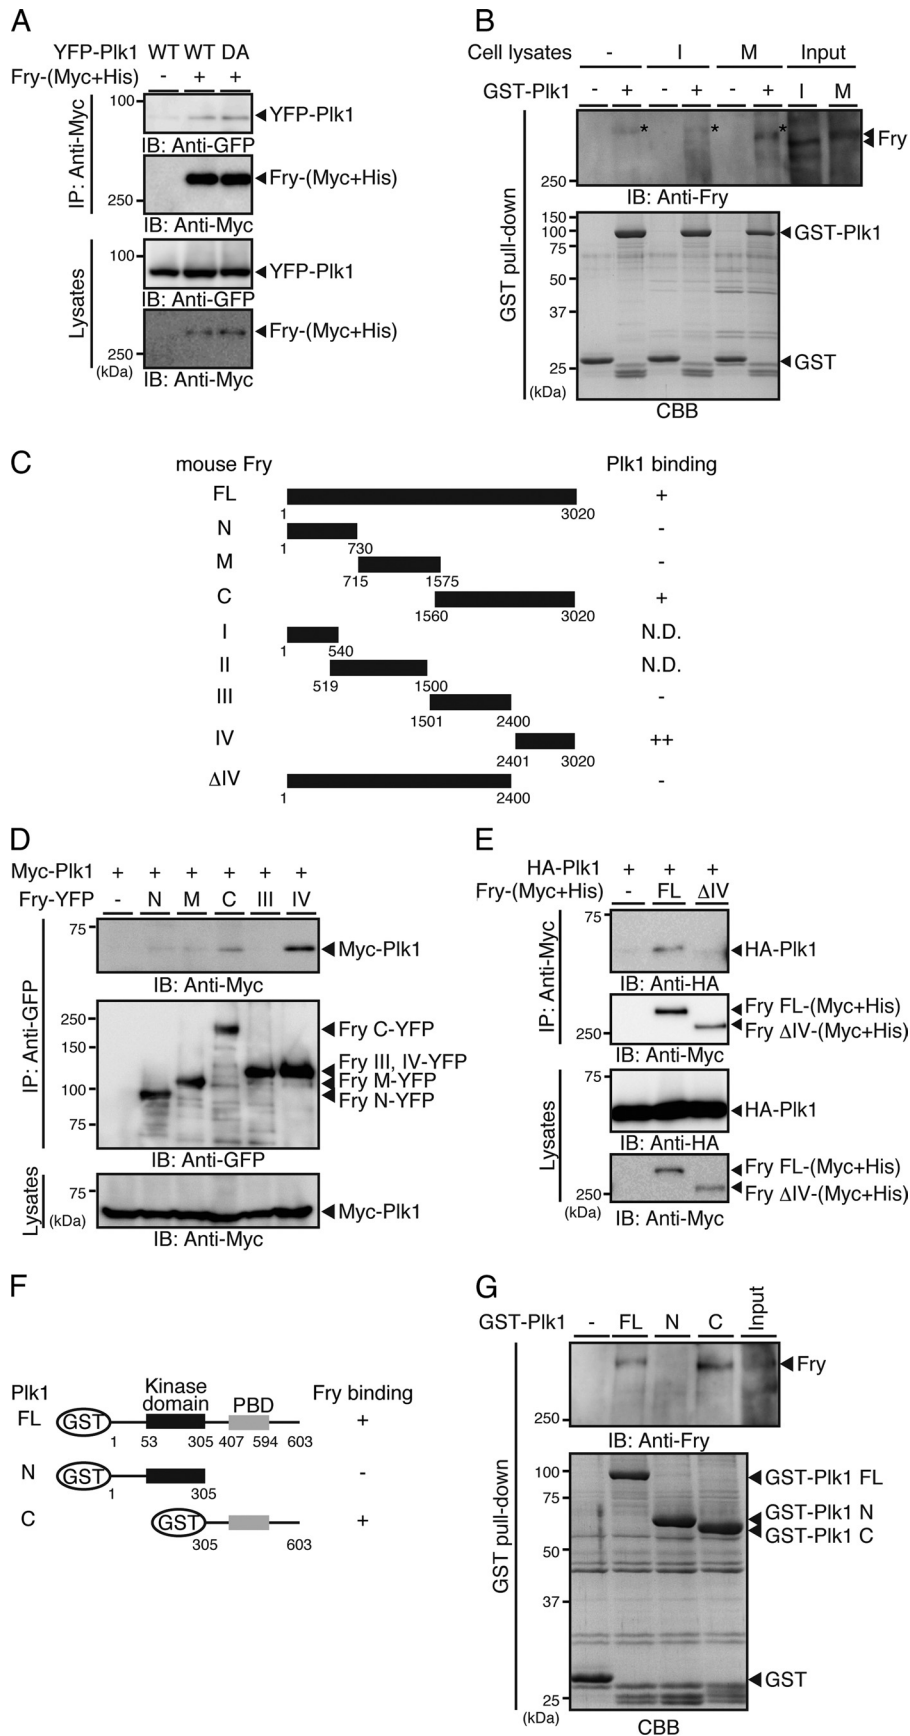 A
YFP-Plk1 WT WT DA
Fry-(Myc+His) - + +
IP: Anti-Myc
100
YFP-Plk1
IB: Anti-GFP
Fry-(Myc+His)
250
IB: Anti-Myc
Lysates
100
YFP-Plk1
IB: Anti-GFP
Fry-(Myc+His)
250
(kDa)
IB: Anti-Myc
B
Cell lysates - I M Input
GST-Plk1 - + - + - + I M
GST pull-down
* * *
Fry
250
IB: Anti-Fry
150
100
75
50
37
25
(kDa)
GST-Plk1
GST
CBB
C
mouse Fry Plk1 binding
FL +
1 3020
N -
1 730
M -
715 1575
C +
1560 3020
I N.D.
1 540
II N.D.
519 1500
III -
1501 2400
IV ++
2401 3020
ΔIV -
1 2400
D
Myc-Plk1 + + + + + +
Fry-YFP - N M C III IV
IP: Anti-GFP
75
Myc-Plk1
IB: Anti-Myc
250
150
100
75
Fry C-YFP
Fry III, IV-YFP
Fry M-YFP
Fry N-YFP
IB: Anti-GFP
Lysates
75
(kDa)
Myc-Plk1
IB: Anti-Myc
E
HA-Plk1 + + +
Fry-(Myc+His) - FL ΔIV
IP: Anti-Myc
75
HA-Plk1
IB: Anti-HA
Fry FL-(Myc+His)
250
Fry ΔIV-(Myc+His)
IB: Anti-Myc
Lysates
75
HA-Plk1
IB: Anti-HA
Fry FL-(Myc+His)
250
Fry ΔIV-(Myc+His)
(kDa)
IB: Anti-Myc
F
Plk1 Kinase domain PBD Fry binding
FL GST +
1 53 305 407 594 603
N GST -
1 305
C GST +
305 603
G
GST-Plk1 - FL N C Input
GST pull-down
Fry
250
IB: Anti-Fry
100
75
50
37
25
(kDa)
GST-Plk1 FL
GST-Plk1 N
GST-Plk1 C
GST
CBB